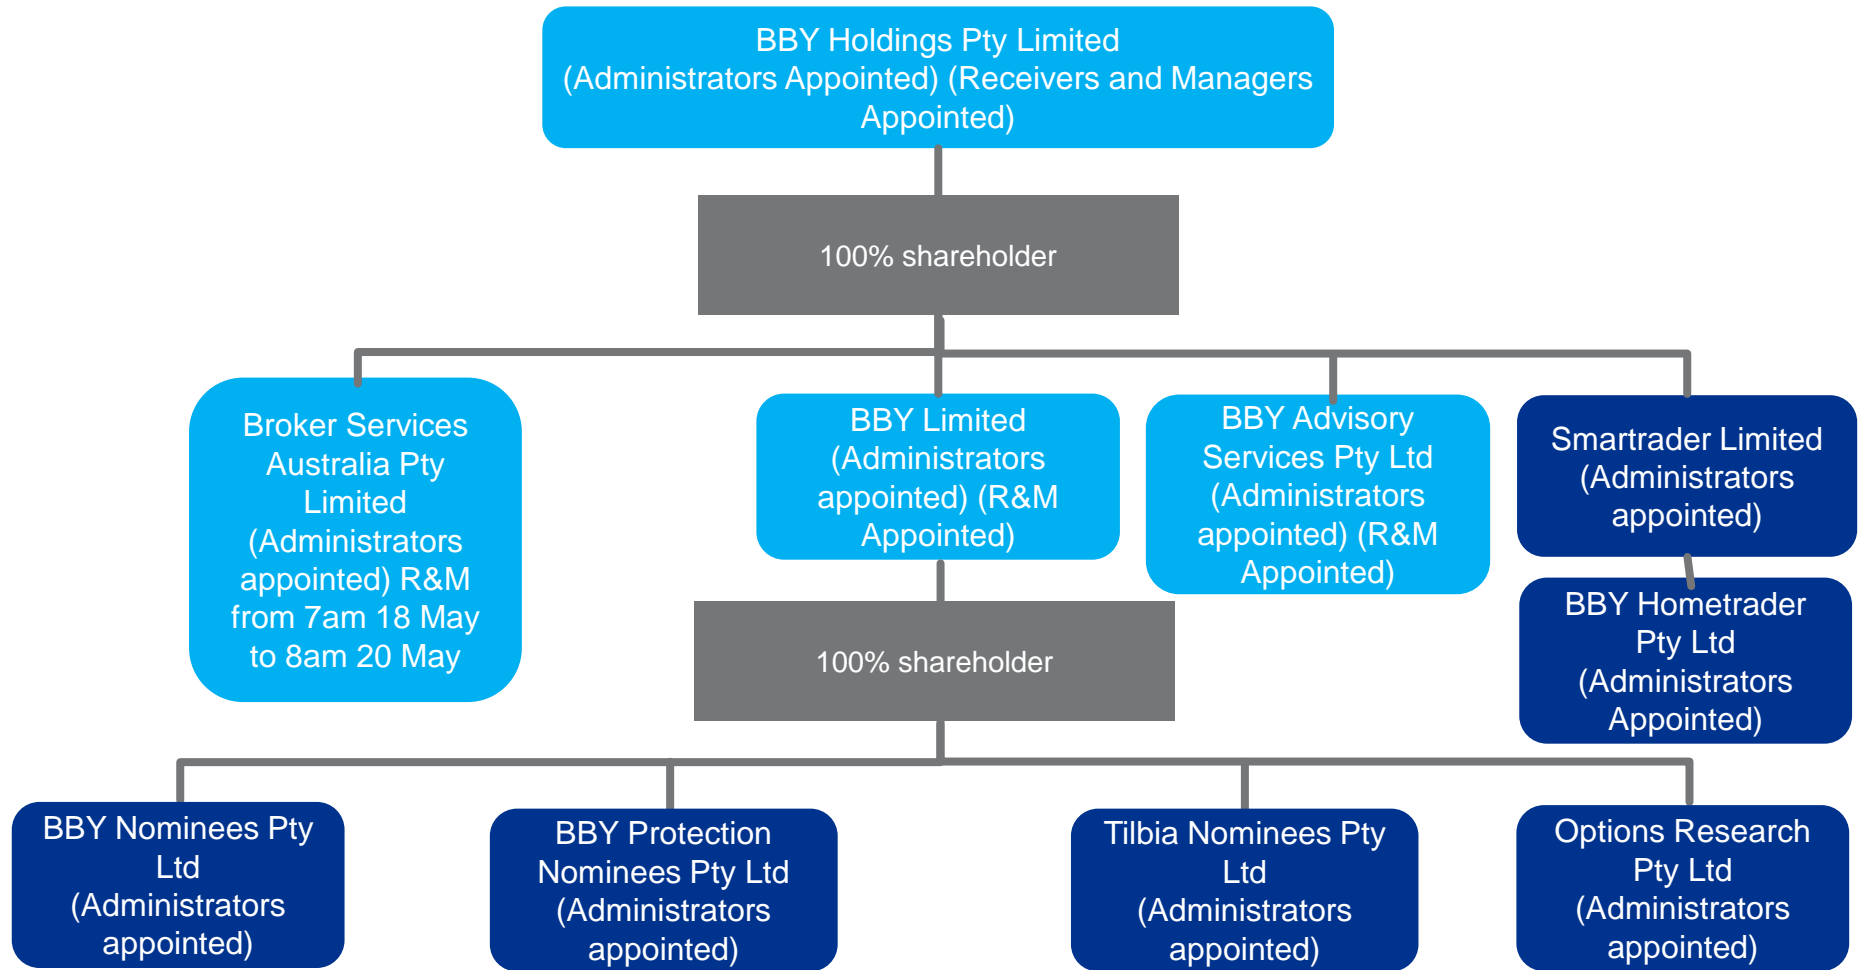 BBY Holdings Pty Limited
(Administrators Appointed) (Receivers and Managers
Appointed)
100% shareholder
Broker Services
Australia Pty
Limited
(Administrators
appointed) R&M
from 7am 18 May
to 8am 20 May
BBY Limited
(Administrators
appointed) (R&M
Appointed)
BBY Advisory
Services Pty Ltd
(Administrators
appointed) (R&M
Appointed)
Smartrader Limited
(Administrators
appointed)
BBY Hometrader
Pty Ltd
(Administrators
Appointed)
100% shareholder
BBY Nominees Pty
Ltd
(Administrators
appointed)
BBY Protection
Nominees Pty Ltd
(Administrators
appointed)
Tilbia Nominees Pty
Ltd
(Administrators
appointed)
Options Research
Pty Ltd
(Administrators
appointed)